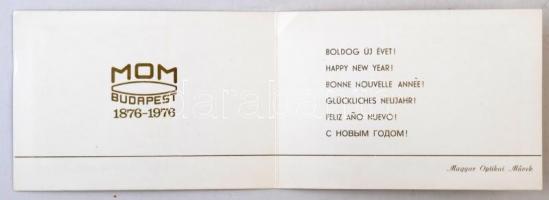 MOM
BUDAPEST
1876-1976
BOLDOG ÚJ ÉVET!
HAPPY NEW YEAR!
BONNE NOUVELLE ANNÉE!
GLÜCKLICHES NEUJAHR!
FELIZ AÑO NUEVO!
С НОВЫМ ГОДОМ!
Magyar Optikai Művek